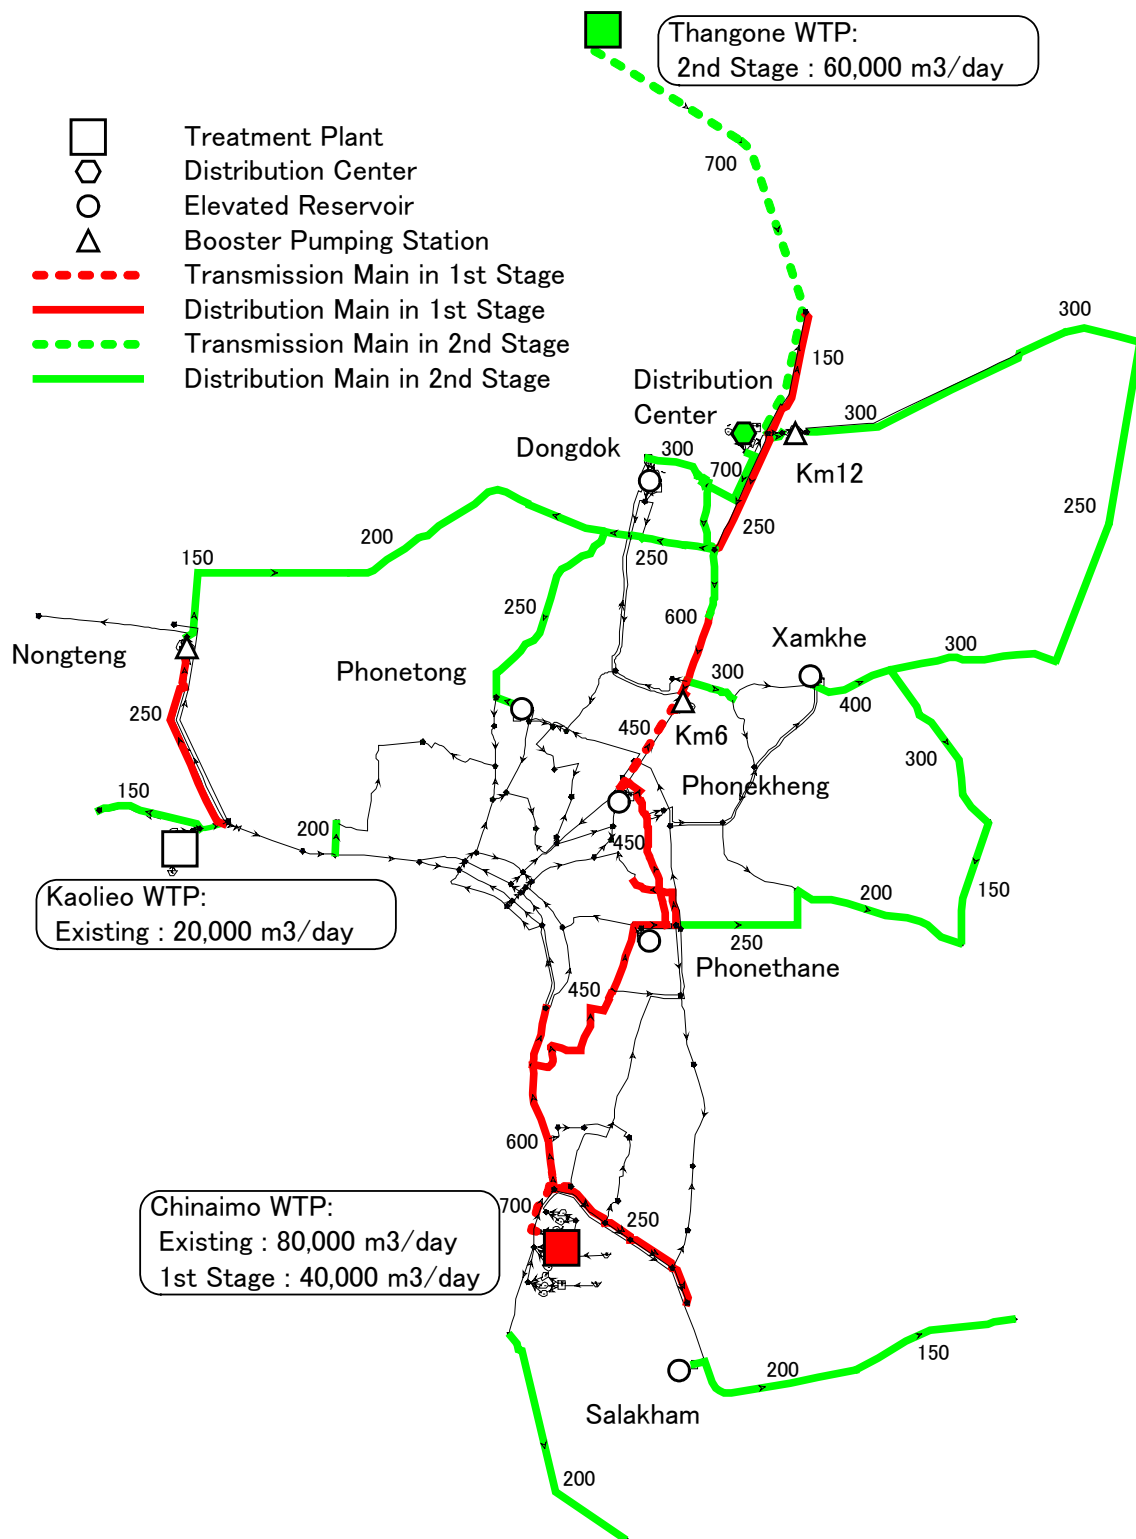 Thangone WTP:
2nd Stage : 60,000 m3/day
Treatment Plant
Distribution Center
Elevated Reservoir
Booster Pumping Station
Transmission Main in 1st Stage
Distribution Main in 1st Stage
Transmission Main in 2nd Stage
Distribution Main in 2nd Stage
700
300
150
Distribution
Center
300
Dongdok
300
700
Km12
250
250
200
250
150
250
600
Xamkhe
Nongteng
Phonetong
300
300
400
250
450
Km6
300
Phonekheng
150
200
450
150
200
Kaolieo WTP:
Existing : 20,000 m3/day
250
Phonethane
450
600
Chinaimo WTP:
Existing : 80,000 m3/day
1st Stage : 40,000 m3/day
700
250
150
200
Salakham
200